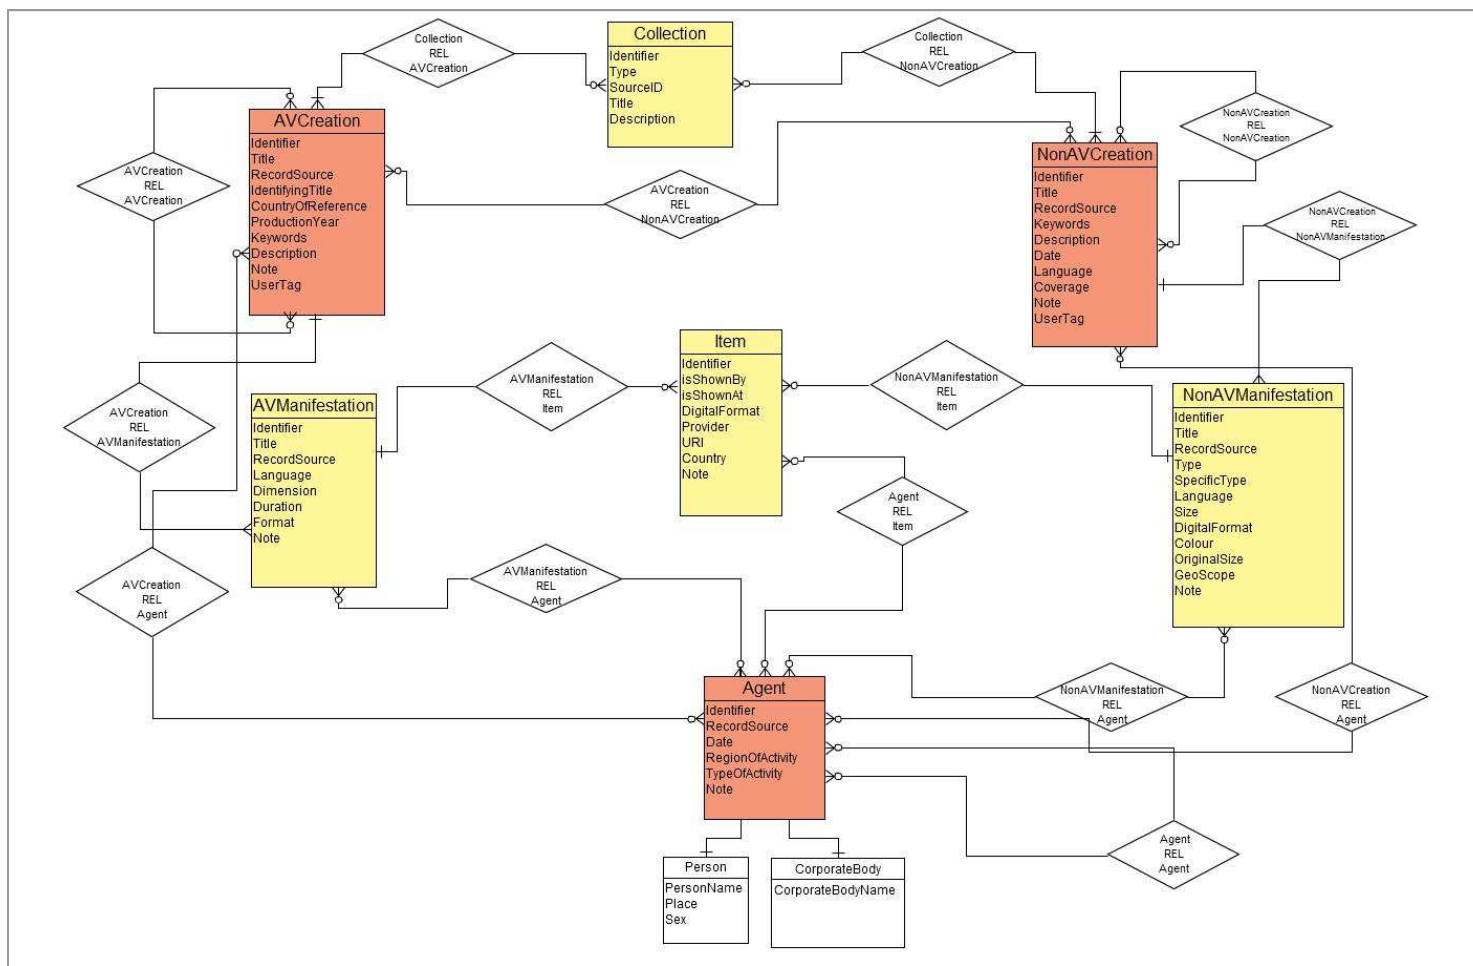 Collection
REL
AVCreation
Collection
Identifier
Type
SourceID
Title
Description
Collection
REL
NonAVCreation
AVCreation
Identifier
Title
RecordSource
IdentifyingTitle
CountryOfReference
ProductionYear
Keywords
Description
Note
UserTag
AVCreation
REL
AVCreation
AVCreation
REL
NonAVCreation
NonAVCreation
Identifier
Title
RecordSource
Keywords
Description
Date
Language
Coverage
Note
UserTag
NonAVCreation
REL
NonAVCreation
NonAVCreation
REL
NonAVManifestation
AVCreation
REL
AVManifestation
AVManifestation
Identifier
Title
RecordSource
Language
Dimension
Duration
Format
Note
AVManifestation
REL
Item
Item
Identifier
isShownBy
isShownAt
DigitalFormat
Provider
URI
Country
Note
NonAVManifestation
REL
Item
NonAVManifestation
Identifier
Title
RecordSource
Type
SpecificType
Language
Size
DigitalFormat
Colour
OriginalSize
GeoScope
Note
Agent
REL
Item
AVCreation
REL
Agent
AVManifestation
REL
Agent
Agent
Identifier
RecordSource
Date
RegionOfActivity
TypeOfActivity
Note
NonAVManifestation
REL
Agent
NonAVCreation
REL
Agent
Agent
REL
Agent
Person
PersonName
Place
Sex
CorporateBody
CorporateBodyName